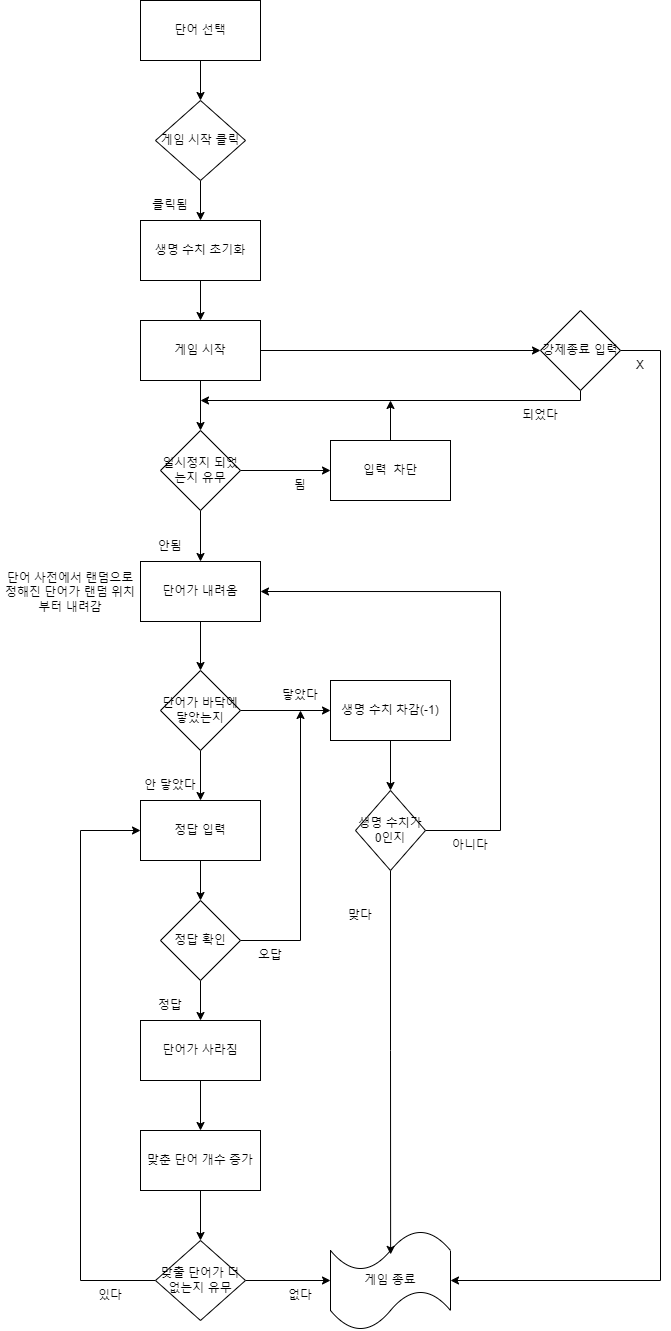 단어 선택
게임 시작 클릭
클릭됨
생명 수치 초기화
게임 시작
강제종료 입력
X
되었다
일시정지 되었
는지 유무
됨
입력 차단
안됨
단어 사전에서 랜덤으로
정해진 단어가 랜덤 위치
부터 내려감
단어가 내려옴
단어가 바닥에
닿았는지
닿았다
생명 수치 차감(-1)
안 닿았다
정답 입력
생명 수치가
0인지
아니다
맞다
정답 확인
오답
정답
단어가 사라짐
맞춘 단어 개수 증가
맞출 단어가 더
없는지 유무
있다
없다
게임 종료